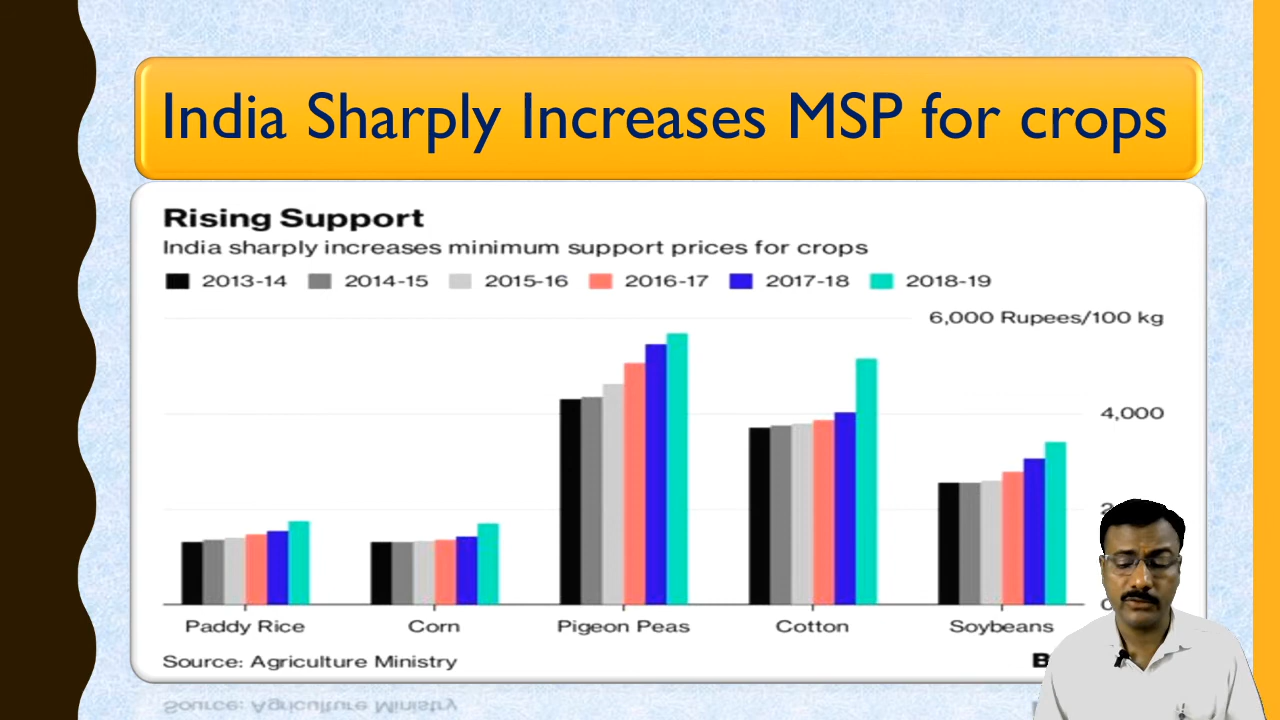 India Sharply Increases MSP for crops
Rising Support
India sharply increases minimum support prices for crops
2013-14 2014-15 2015-16 2016-17 2017-18 2018-19
6,000 Rupees/100 kg
4,000
Paddy Rice Corn Pigeon Peas Cotton Soybeans
Source: Agriculture Ministry